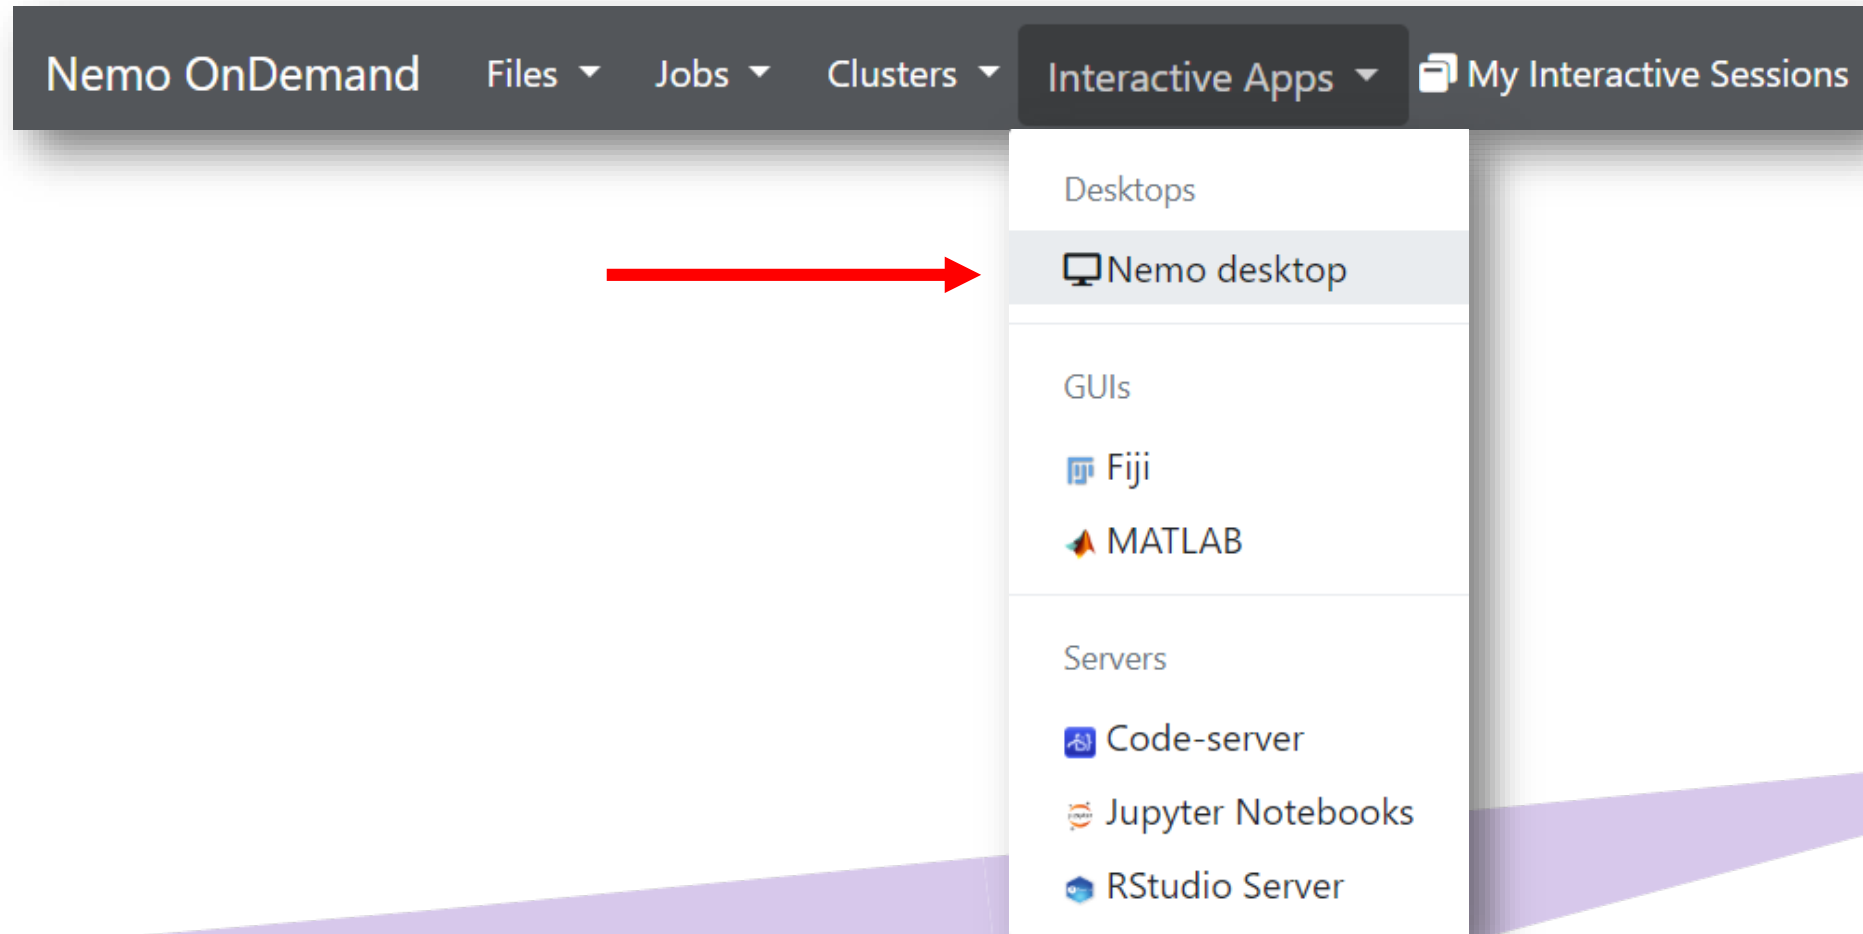 Nemo OnDemand Files Jobs Clusters Interactive Apps My Interactive Sessions
Desktops
Nemo desktop
GUIs
Fiji
MATLAB
Servers
Code-server
Jupyter Notebooks
RStudio Server